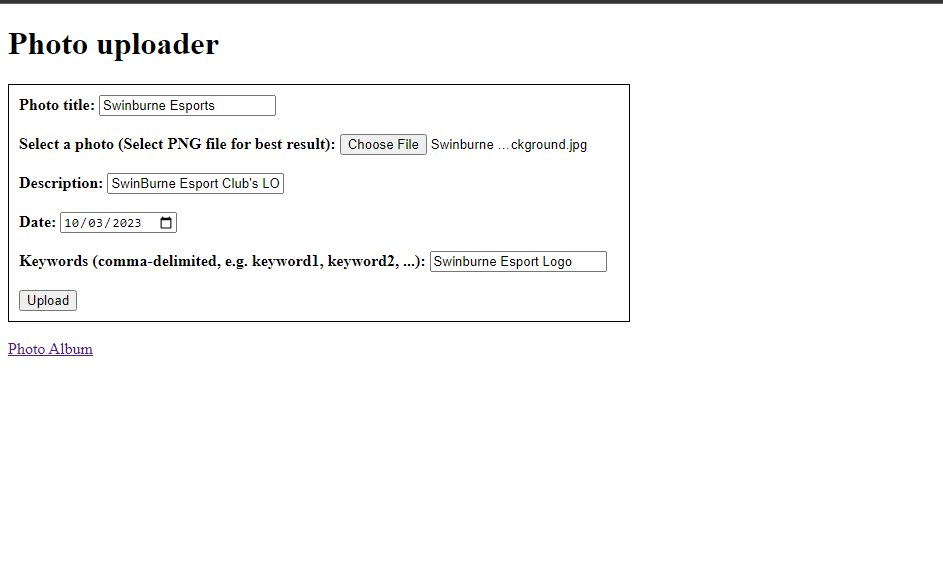 Photo uploader
Photo title: Swinburne Esports
Select a photo (Select PNG file for best result): Choose File Swinburne ...ckground.jpg
Description: SwinBurne Esport Club's LO
Date: 10/03/2023
Keywords (comma-delimited, e.g. keyword1, keyword2, ...): Swinburne Esport Logo
Upload
Photo Album